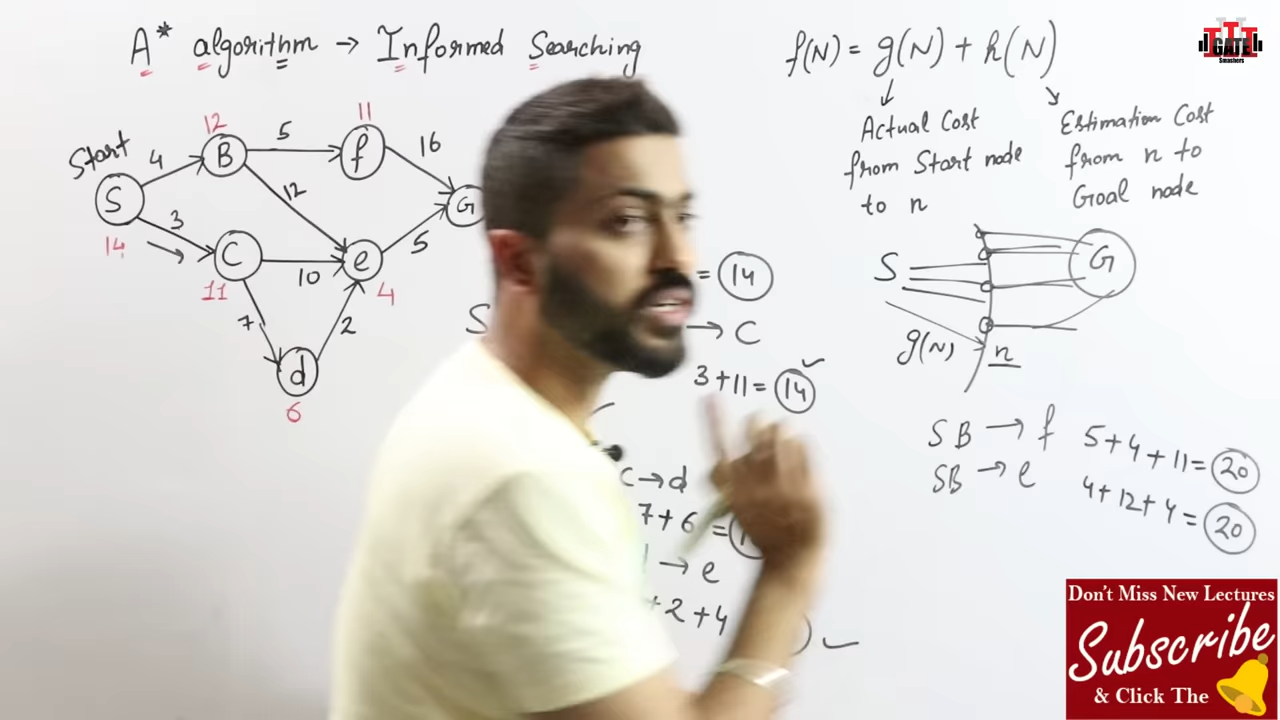 A* algorithm → Informed Searching
f(N) = g(N) + h(N)
Actual Cost
from Start node
to n
Estimation Cost
from n to
Goal node
Start
S
14
4
3
B
12
5
12
f
11
16
G
C
11
10
7
e
4
5
d
6
2
= 14
S
→ C
3+11= 14
C→d
7+6 =
→ e
+2+4
S
G
g(N)
n
SB → f 5+4+11= 20
SB → e 4+12+4= 20
GATE
Smashers
Don't Miss New Lectures
Subscribe
& Click The